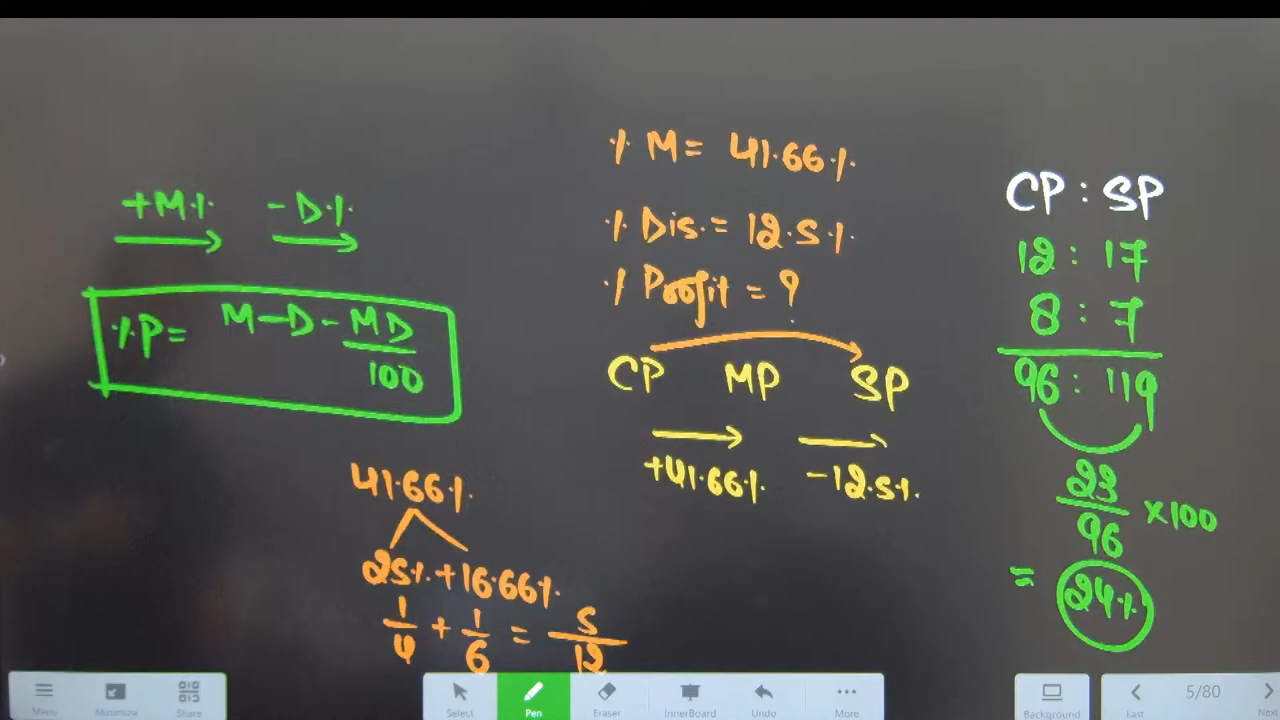 +M% -D%
%P = M-D-MD/100
41.66%
25% + 16.66%
1/4 + 1/6 = 5/12
% M = 41.66%
% Dis. = 12.5%
% Profit = ?
CP MP SP
+41.66% -12.5%
CP : SP
12 : 17
8 : 7
96 : 119
23/96 ×100
= 24%
Menu Minimize Share
Select Pen Eraser InnerBoard Undo More
Background 5/80 Next